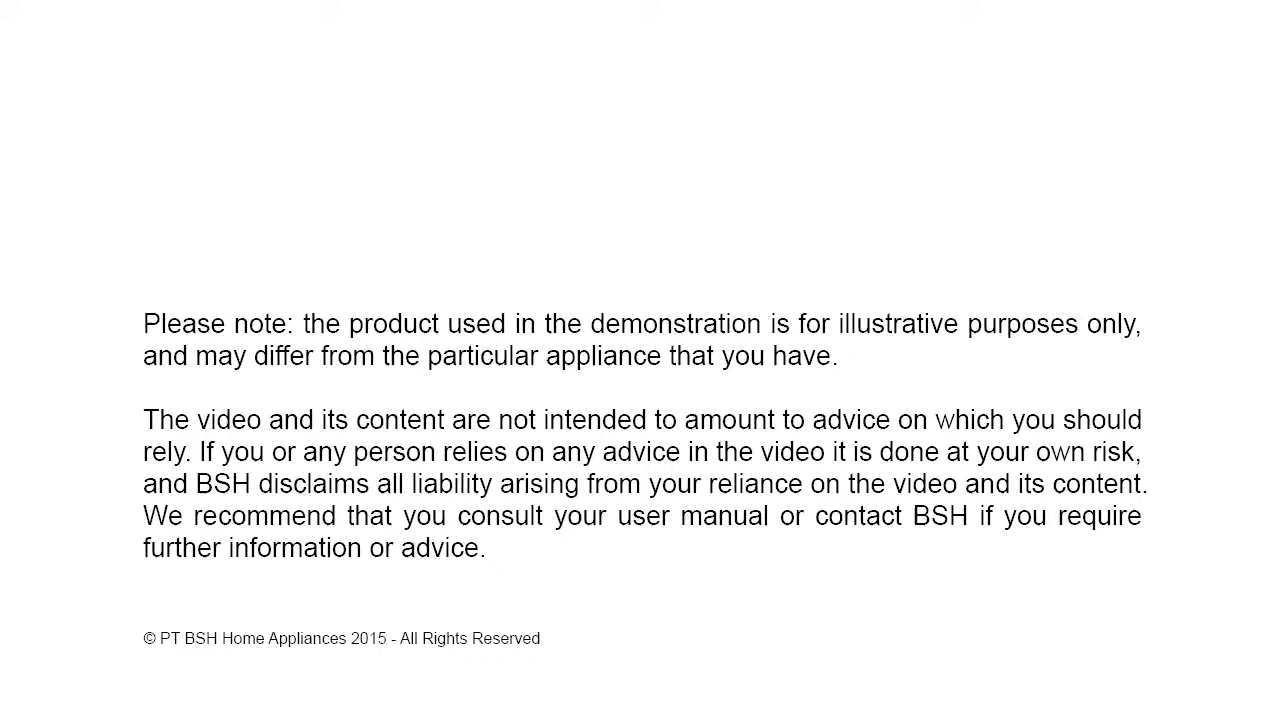 Please note: the product used in the demonstration is for illustrative purposes only,
and may differ from the particular appliance that you have.
The video and its content are not intended to amount to advice on which you should
rely. If you or any person relies on any advice in the video it is done at your own risk,
and BSH disclaims all liability arising from your reliance on the video and its content.
We recommend that you consult your user manual or contact BSH if you require
further information or advice.
© PT BSH Home Appliances 2015 - All Rights Reserved